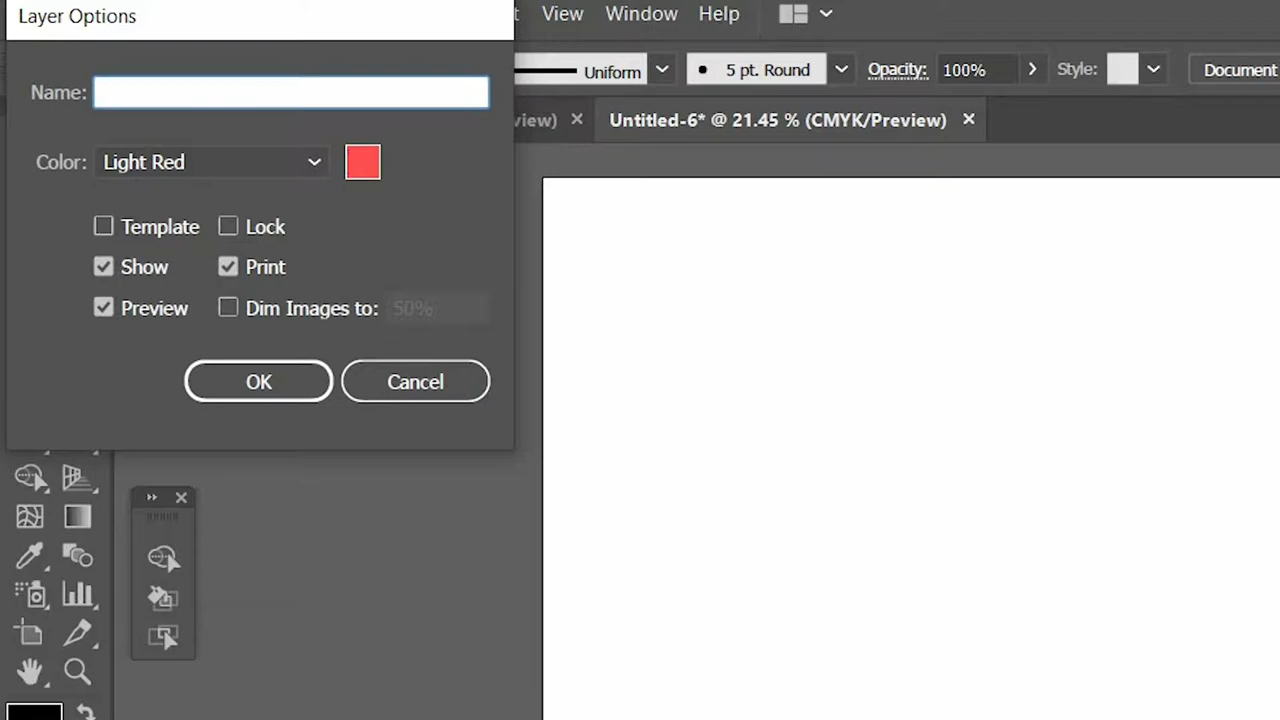 Layer Options
View Window Help
Name:
Uniform 5 pt. Round Opacity: 100% Style: Document
view) Untitled-6* @ 21.45 % (CMYK/Preview)
Color: Light Red
Template Lock
Show Print
Preview Dim Images to: 50%
OK Cancel